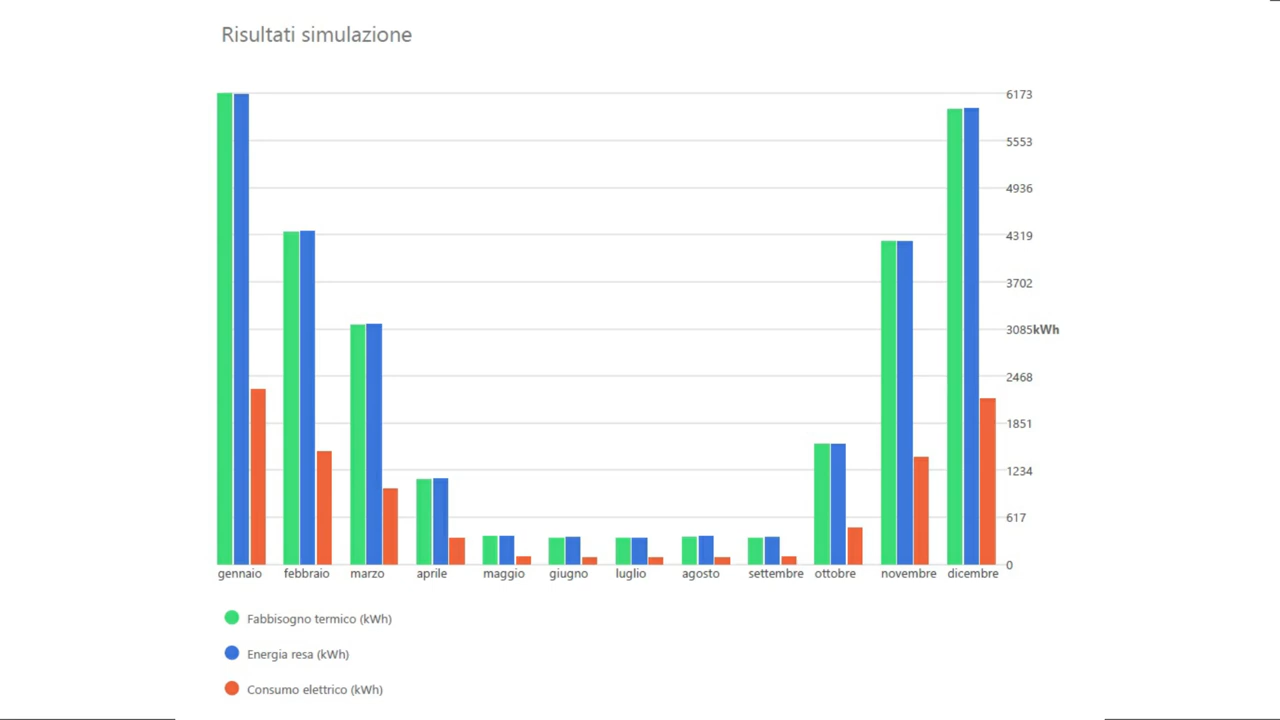 Risultati simulazione
6173
5553
4936
4319
3702
3085kWh
2468
1851
1234
617
0
gennaio febbraio marzo aprile maggio giugno luglio agosto settembre ottobre novembre dicembre
Fabbisogno termico (kWh)
Energia resa (kWh)
Consumo elettrico (kWh)